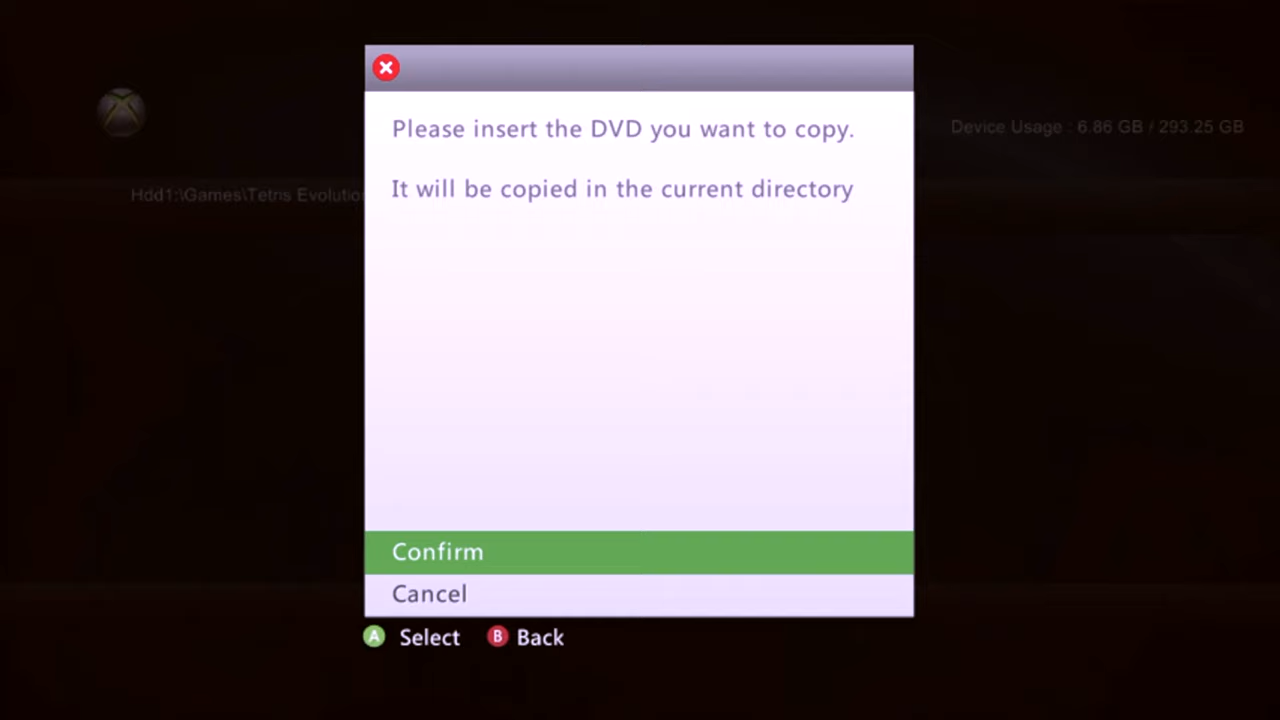 Please insert the DVD you want to copy.
Device Usage : 6.86 GB / 293.25 GB
It will be copied in the current directory
Hdd1:\Games\Tetris Evolutio
Confirm
Cancel
A Select B Back